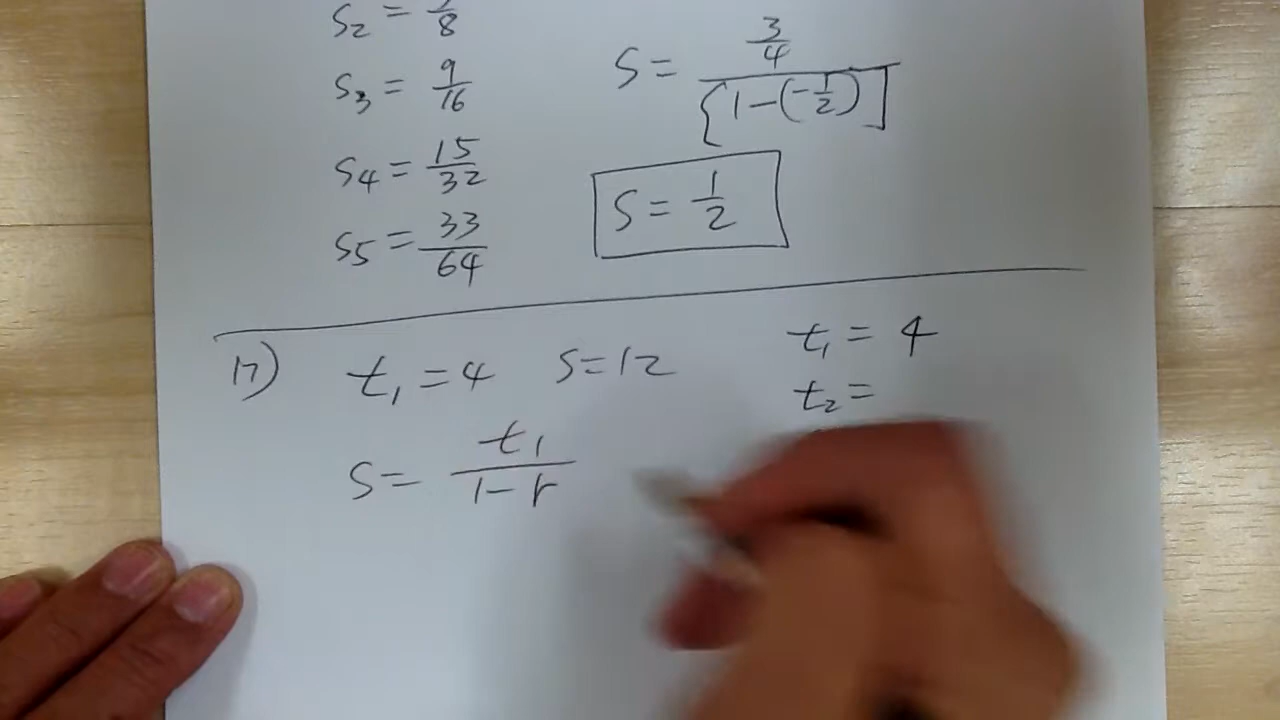 S₂ = /8
S₃ = 9/16
S₄ = 15/32
S₅ = 33/64
S = (3/4)/[1-(-1/2)]
S = 1/2
17) t₁ = 4 S = 12
S = t₁/(1-r)
t₁ = 4
t₂ =